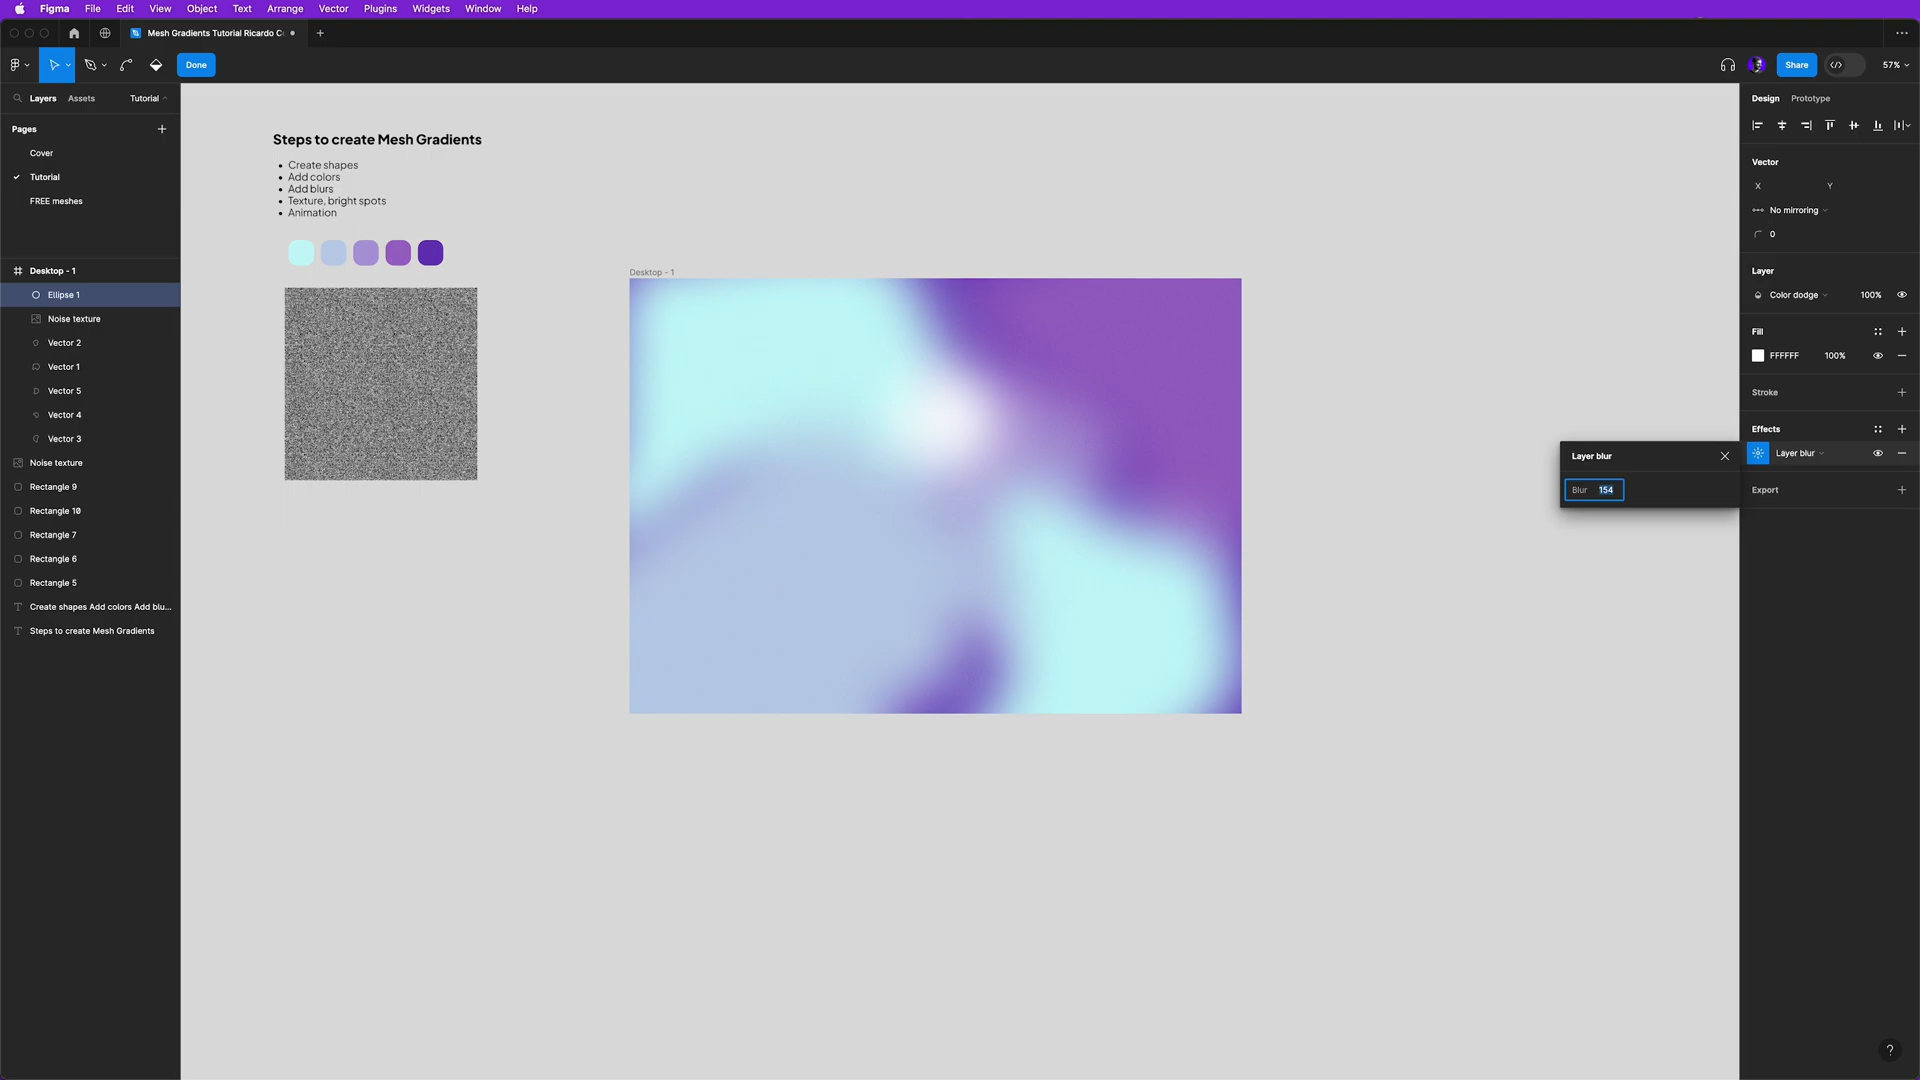 Figma File Edit View Object Text Arrange Vector Plugins Widgets Window Help
Mesh Gradients Tutorial Ricardo C
Done
Share
57%
Layers Assets Tutorial
Pages
Cover
Tutorial
FREE meshes
Desktop - 1
Ellipse 1
Noise texture
Vector 2
Vector 1
Vector 5
Vector 4
Vector 3
Noise texture
Rectangle 9
Rectangle 10
Rectangle 7
Rectangle 6
Rectangle 5
Create shapes Add colors Add blu...
Steps to create Mesh Gradients
Steps to create Mesh Gradients
• Create shapes
• Add colors
• Add blurs
• Texture, bright spots
• Animation
Desktop - 1
Layer blur
Blur 154
Design Prototype
Vector
X Y
No mirroring
0
Layer
Color dodge 100%
Fill
FFFFFF 100%
Stroke
Effects
Layer blur
Export
?